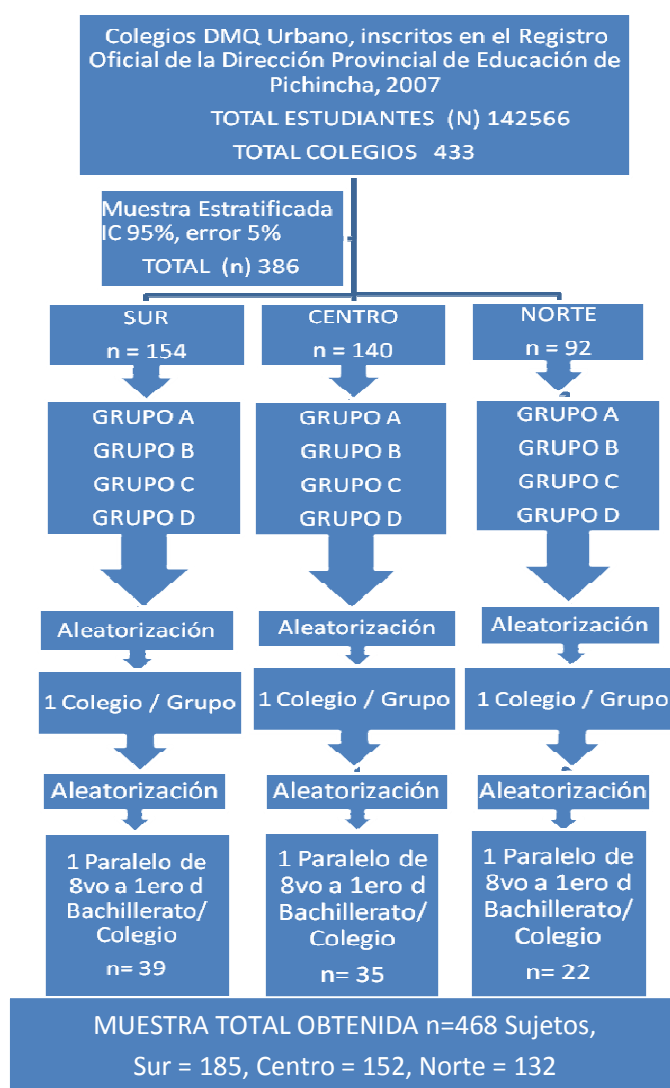 Colegios DMQ Urbano, inscritos en el Registro
Oficial de la Dirección Provincial de Educación de
Pichincha, 2007
TOTAL ESTUDIANTES (N) 142566
TOTAL COLEGIOS 433
Muestra Estratificada
IC 95%, error 5%
TOTAL (n) 386
SUR
n = 154
CENTRO
n = 140
NORTE
n = 92
GRUPO A
GRUPO B
GRUPO C
GRUPO D
GRUPO A
GRUPO B
GRUPO C
GRUPO D
GRUPO A
GRUPO B
GRUPO C
GRUPO D
Aleatorización
Aleatorización
Aleatorización
1 Colegio / Grupo
1 Colegio / Grupo
1 Colegio / Grupo
Aleatorización
Aleatorización
Aleatorización
1 Paralelo de
8vo a 1ero d
Bachillerato/
Colegio
n= 39
1 Paralelo de
8vo a 1ero d
Bachillerato/
Colegio
n= 35
1 Paralelo de
8vo a 1ero d
Bachillerato/
Colegio
n= 22
MUESTRA TOTAL OBTENIDA n=468 Sujetos,
Sur = 185, Centro = 152, Norte = 132